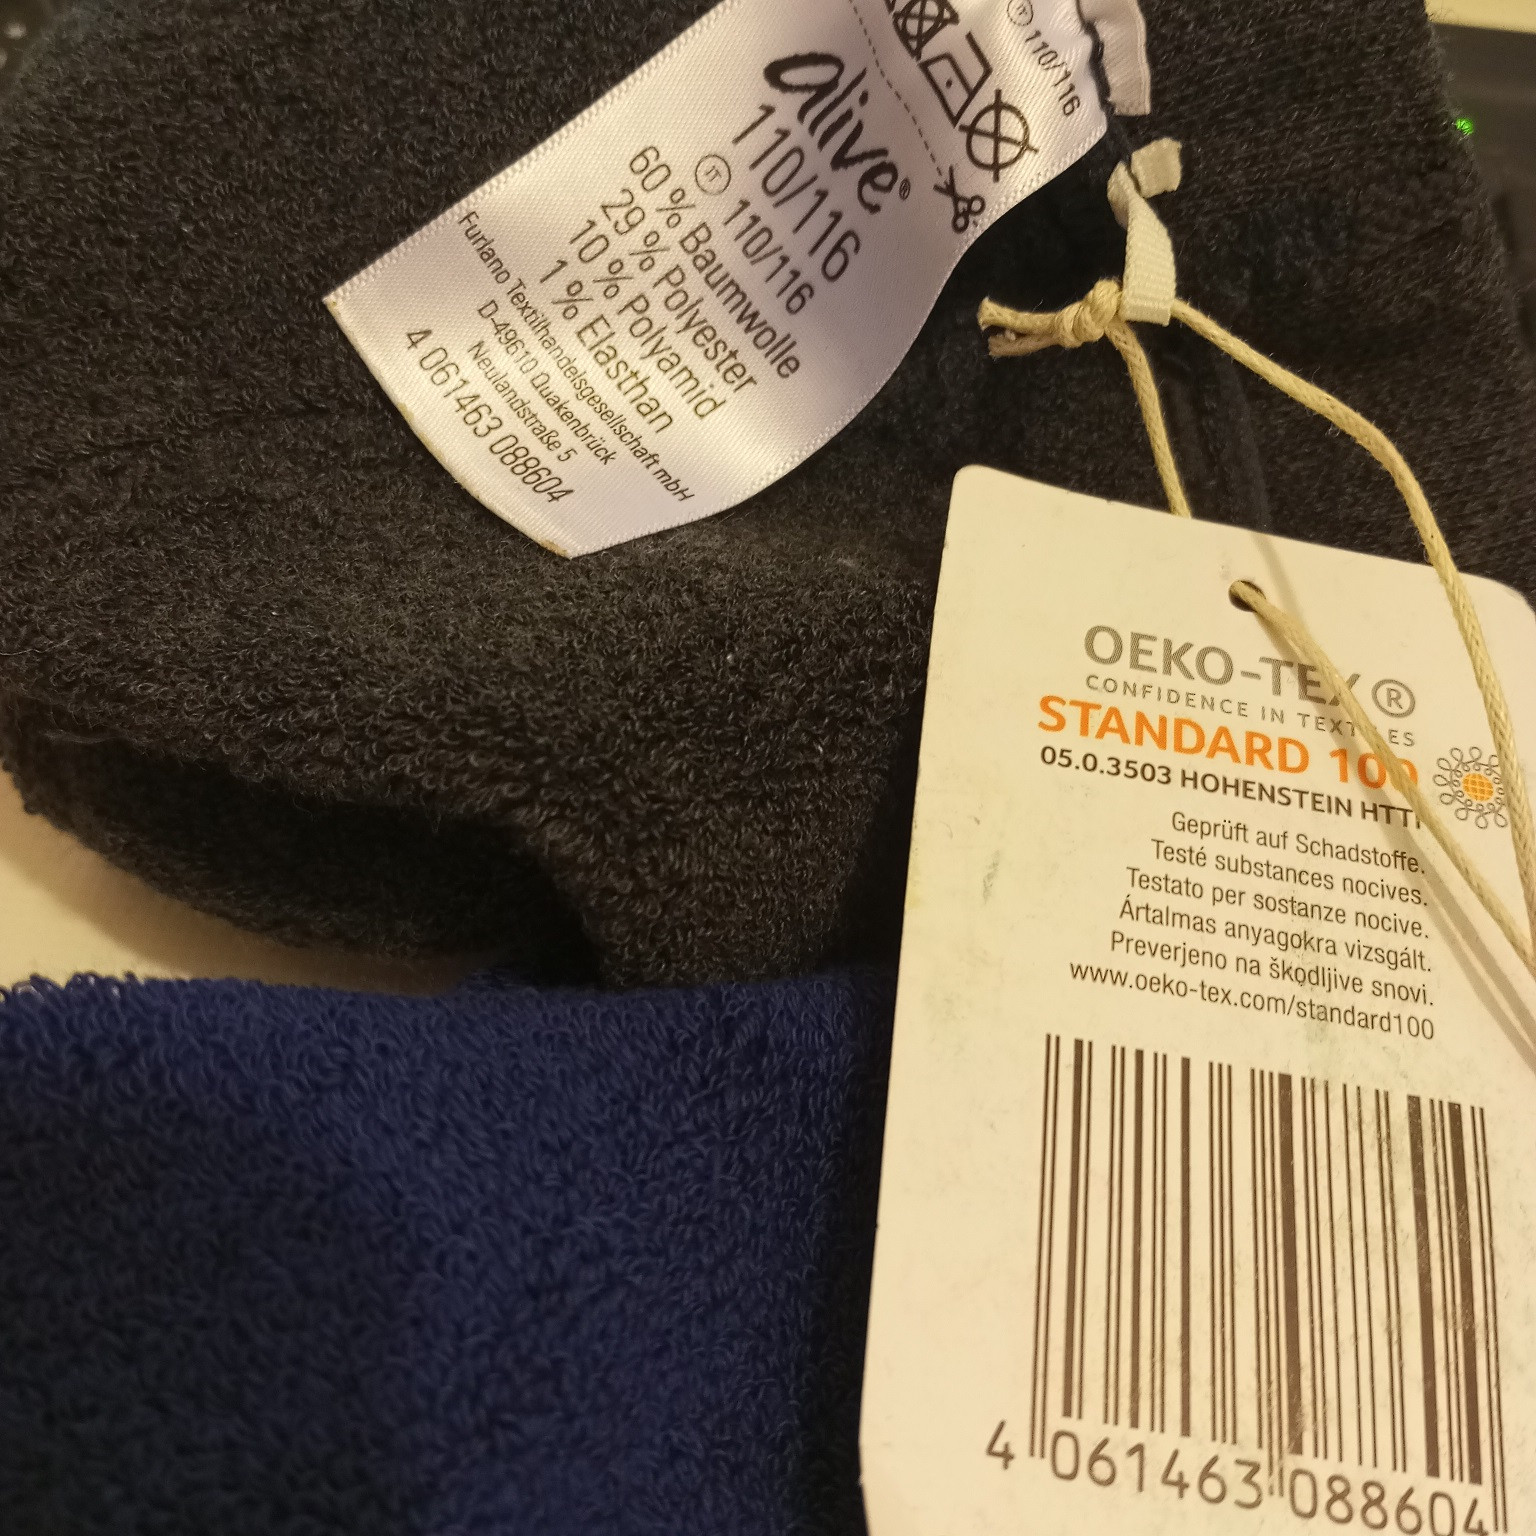 IT 110/116
alive®
110/116
IT 110/116
60 % Baumwolle
29 % Polyester
10 % Polyamid
1 % Elasthan
Furlano Textilhandelsgesellschaft mbH
D-49610 Quakenbrück
Neulandstraße 5
4 061463 088604
OEKO-TEX®
CONFIDENCE IN TEXTILES
STANDARD 100
05.0.3503 HOHENSTEIN HTTI
Geprüft auf Schadstoffe.
Testé substances nocives.
Testato per sostanze nocive.
Ártalmas anyagokra vizsgált.
Preverjeno na škodljive snovi.
www.oeko-tex.com/standard100
4 061463 088604